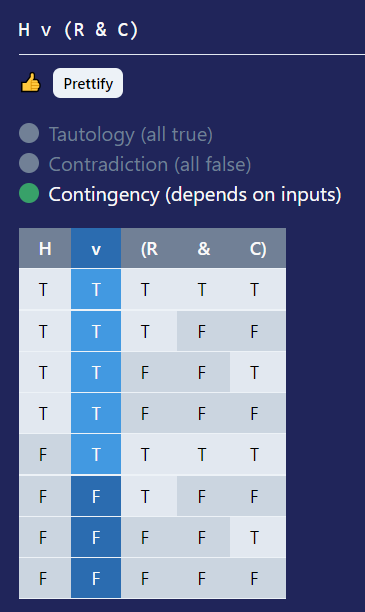 H v (R & C)
Prettify
Tautology (all true)
Contradiction (all false)
Contingency (depends on inputs)
H v (R & C)
T T T T T
T T T F F
T T F F T
T T F F F
F T T T T
F F T F F
F F F F T
F F F F F